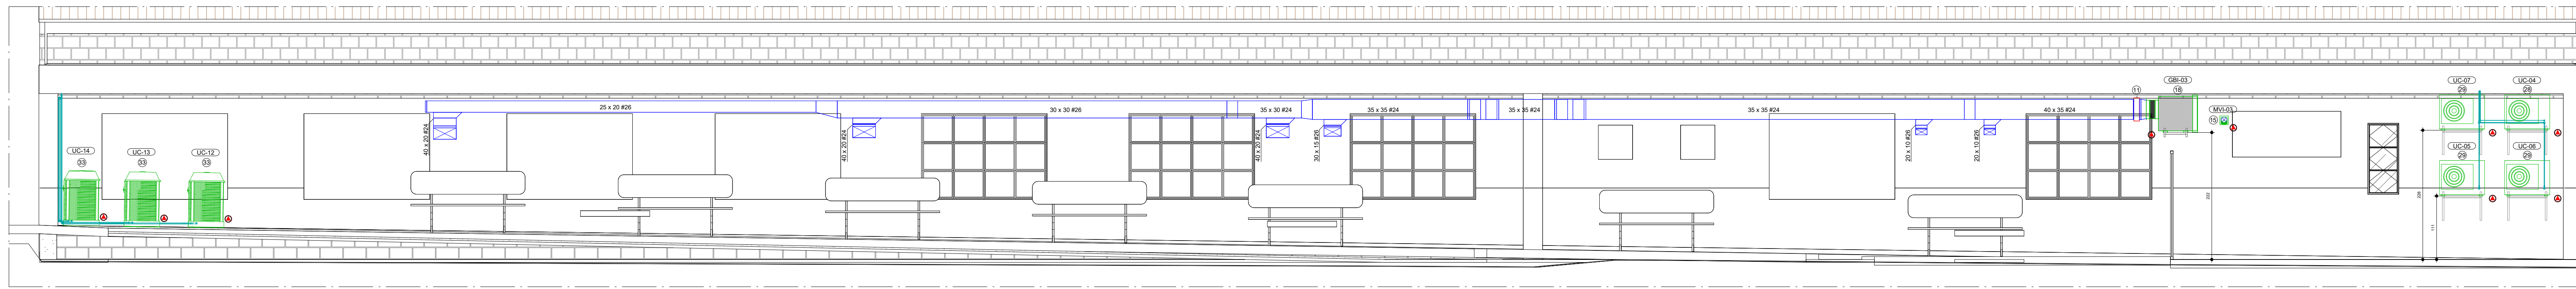 UC-14
33
UC-13
33
UC-12
33
40 x 20 #24
25 x 20 #26
40 x 20 #24
30 x 30 #26
40 x 20 #24
35 x 30 #24
30 x 15 #26
35 x 35 #24
35 x 35 #24
35 x 35 #24
20 x 10 #26
20 x 10 #26
40 x 35 #24
11
GBI-03
18
MVI-03
15
222
226
111
UC-07
29
UC-04
28
UC-05
29
UC-06
29